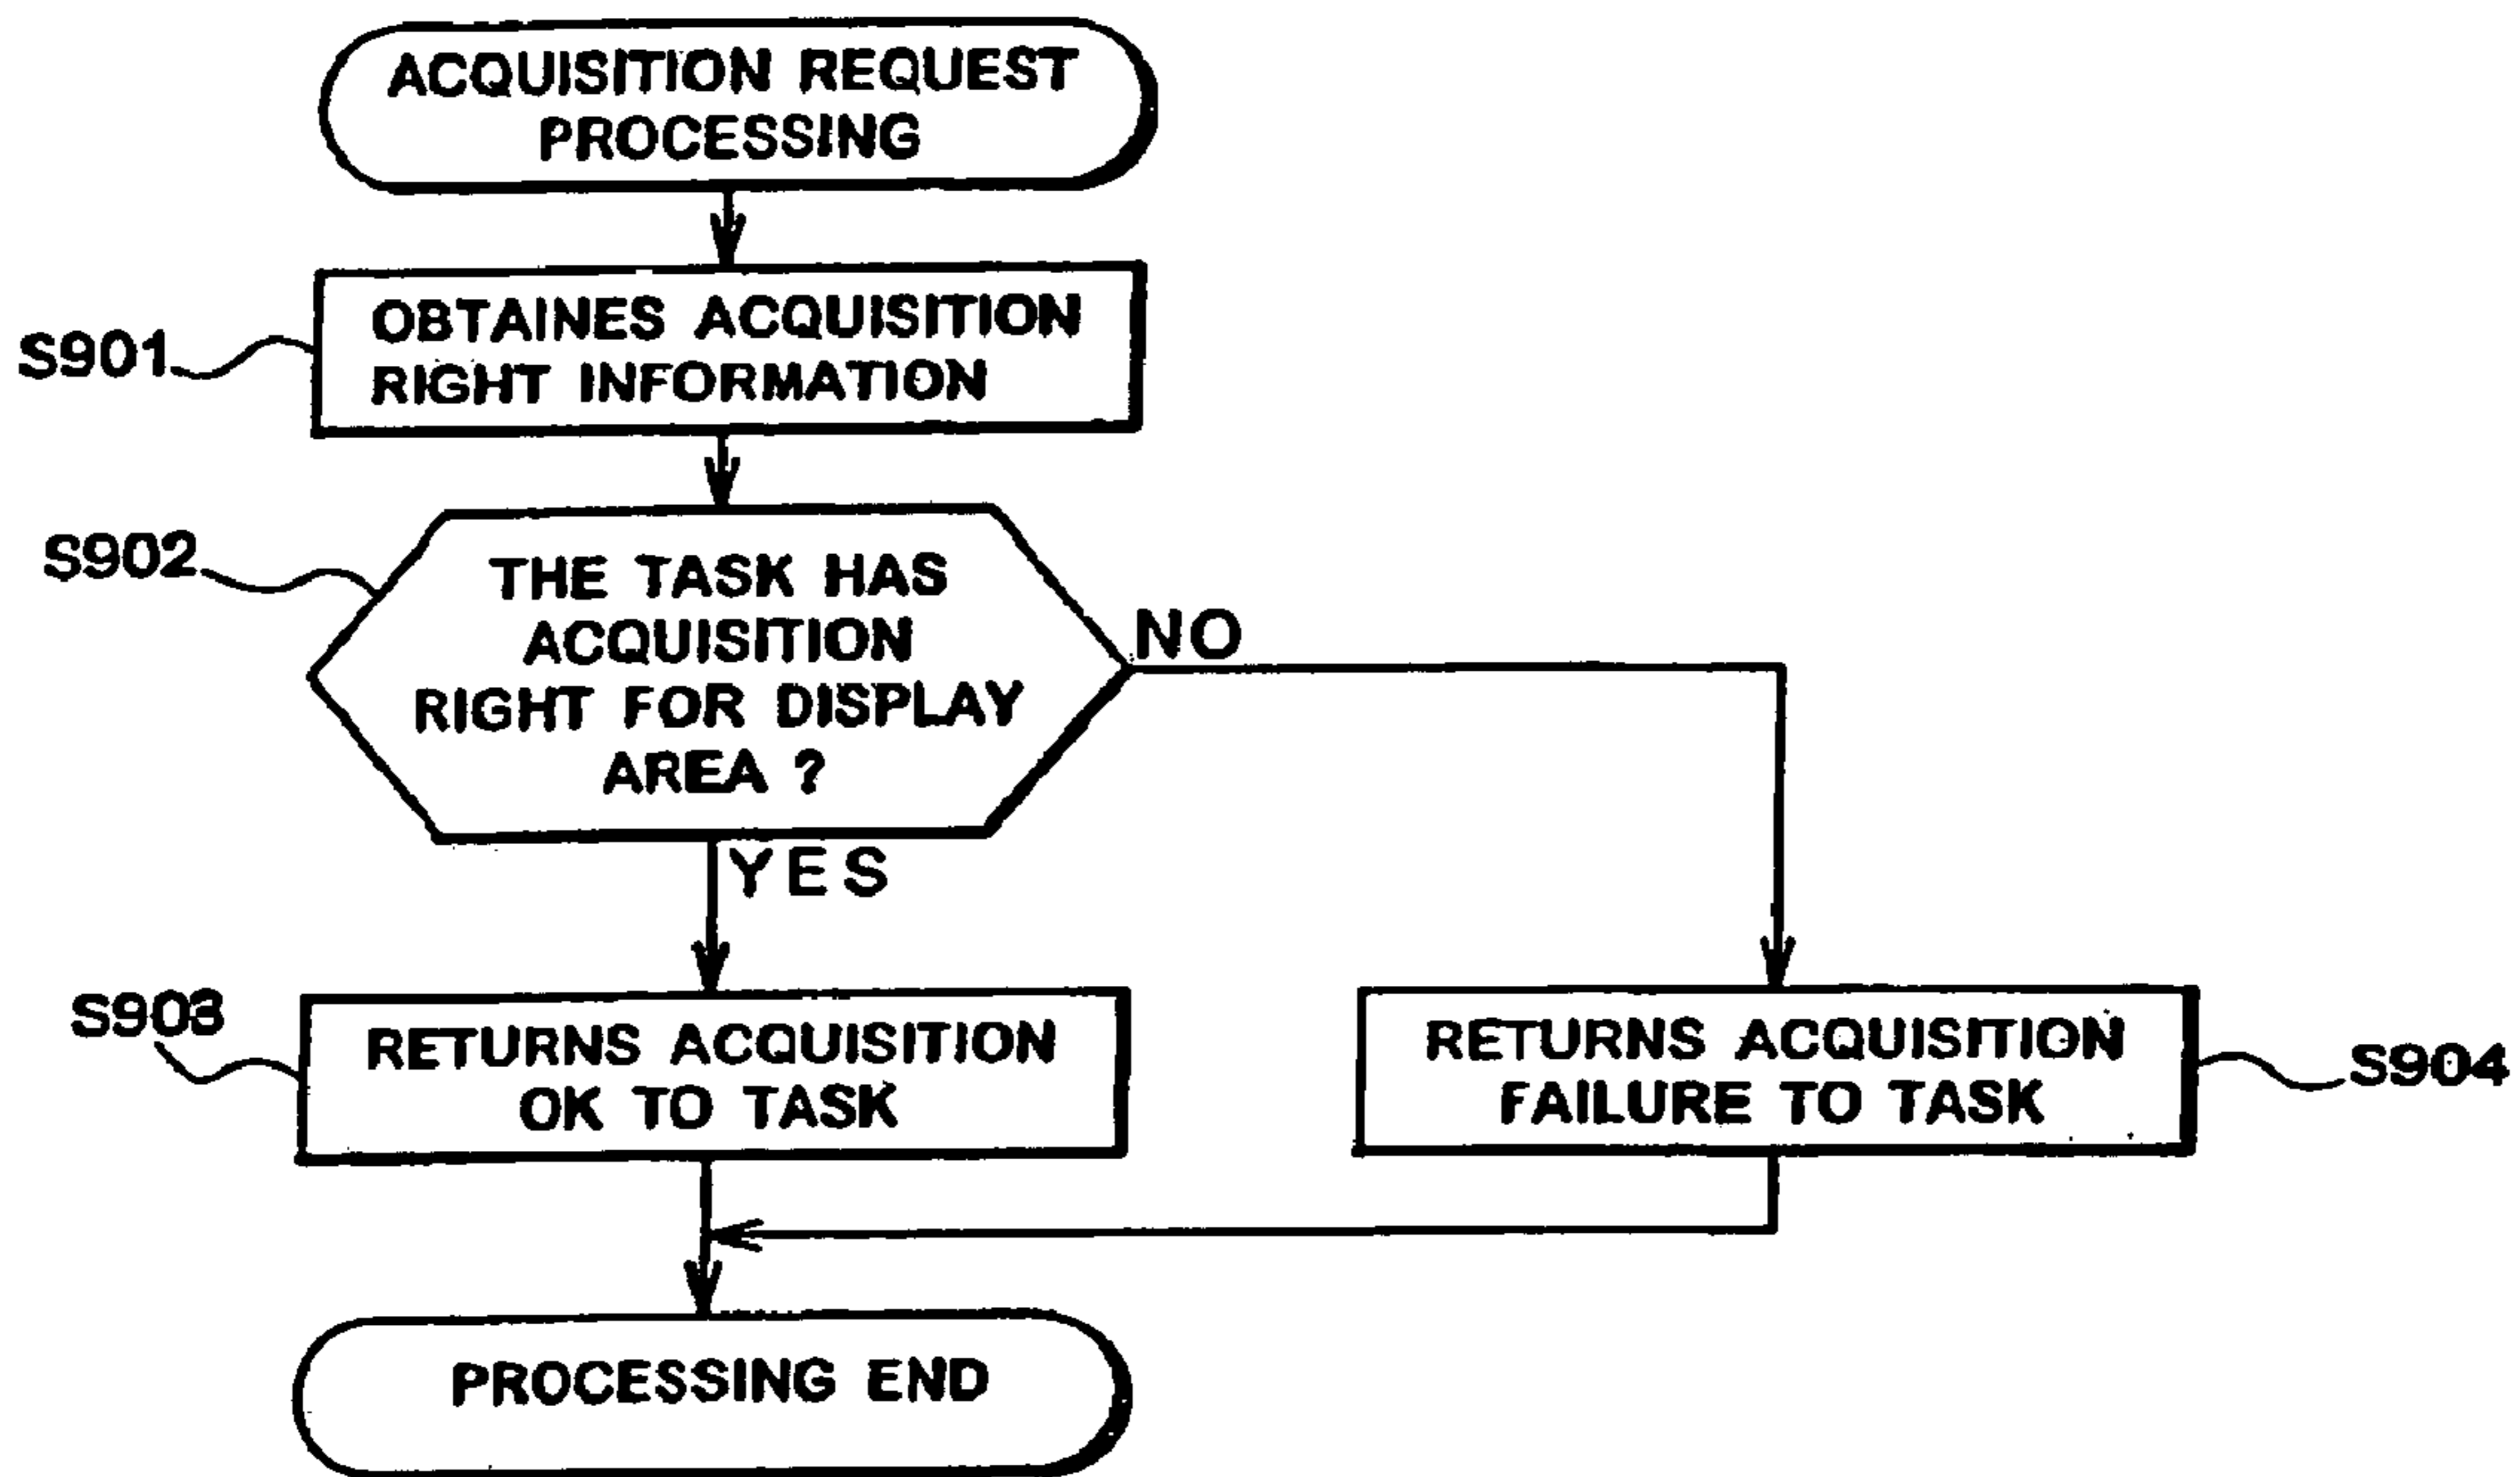 ACQUISITION REQUEST
PROCESSING
S901
OBTAINES ACQUISITION
RIGHT INFORMATION
S902
THE TASK HAS
ACQUISITION
RIGHT FOR DISPLAY
AREA ?
NO
YES
S903
RETURNS ACQUISITION
OK TO TASK
RETURNS ACQUISITION
FAILURE TO TASK
S904
PROCESSING END